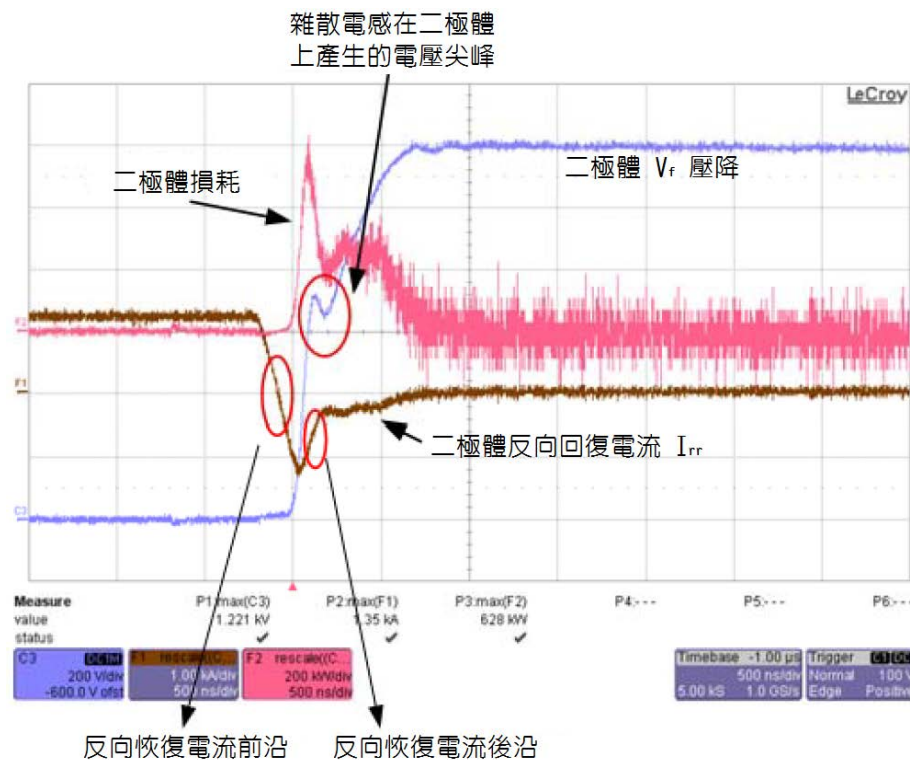 雜散電感在二極體
上產生的電壓尖峰
LeCroy
二極體 Vf 壓降
二極體損耗
F2
F1
二極體反向回復電流 Irr
C3
Measure P1:max(C3) P2:max(F1) P3:max(F2) P4:--- P5:--- P6:---
value 1.221 kV 1.35 kA 628 kW
status
C3 DC1M
200 V/div
-600.0 V ofst
F1 rescale((C...
1.00 kA/div
500 ns/div
F2 rescale((C...
200 kW/div
500 ns/div
Timebase -1.00 µs
500 ns/div
5.00 kS 1.0 GS/s
Trigger C1 DC
Normal 100 V
Edge Positive
反向恢復電流前沿 反向恢復電流後沿